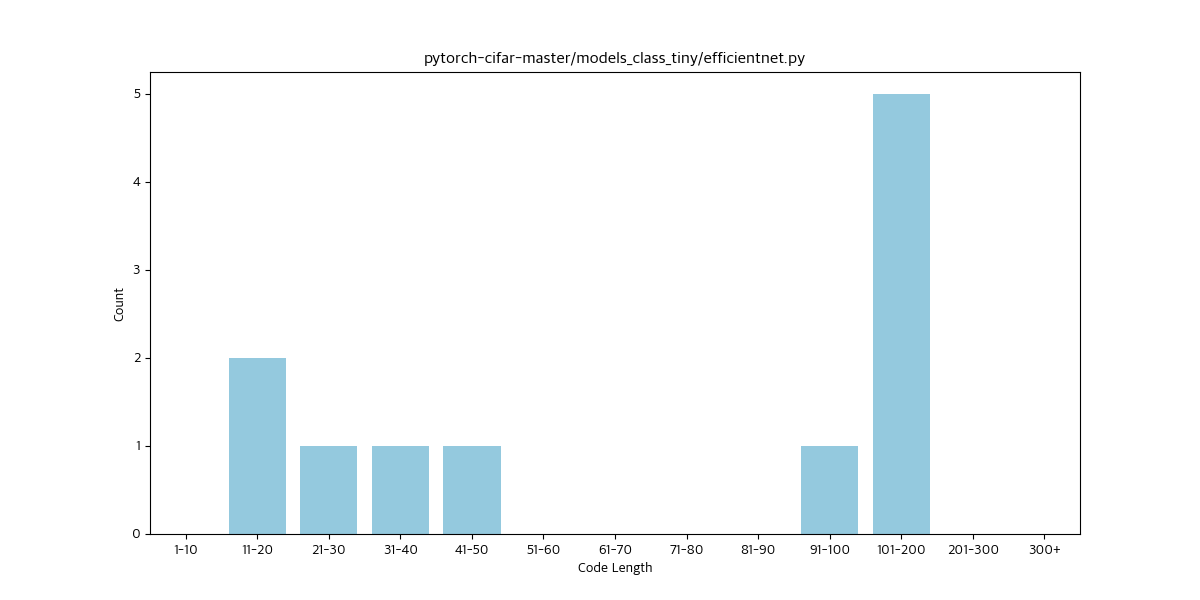 pytorch-cifar-master/models_class_tiny/efficientnet.py
Count
5
4
3
2
1
0
1-10 11-20 21-30 31-40 41-50 51-60 61-70 71-80 81-90 91-100 101-200 201-300 300+
Code Length